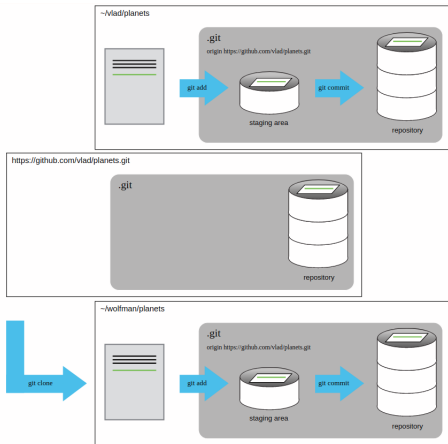 ~/vlad/planets
.git
origin https://github.com/vlad/planets.git
git add
git commit
staging area
repository
https://github.com/vlad/planets.git
.git
repository
~/wolfman/planets
.git
origin https://github.com/vlad/planets.git
git clone
git add
git commit
staging area
repository